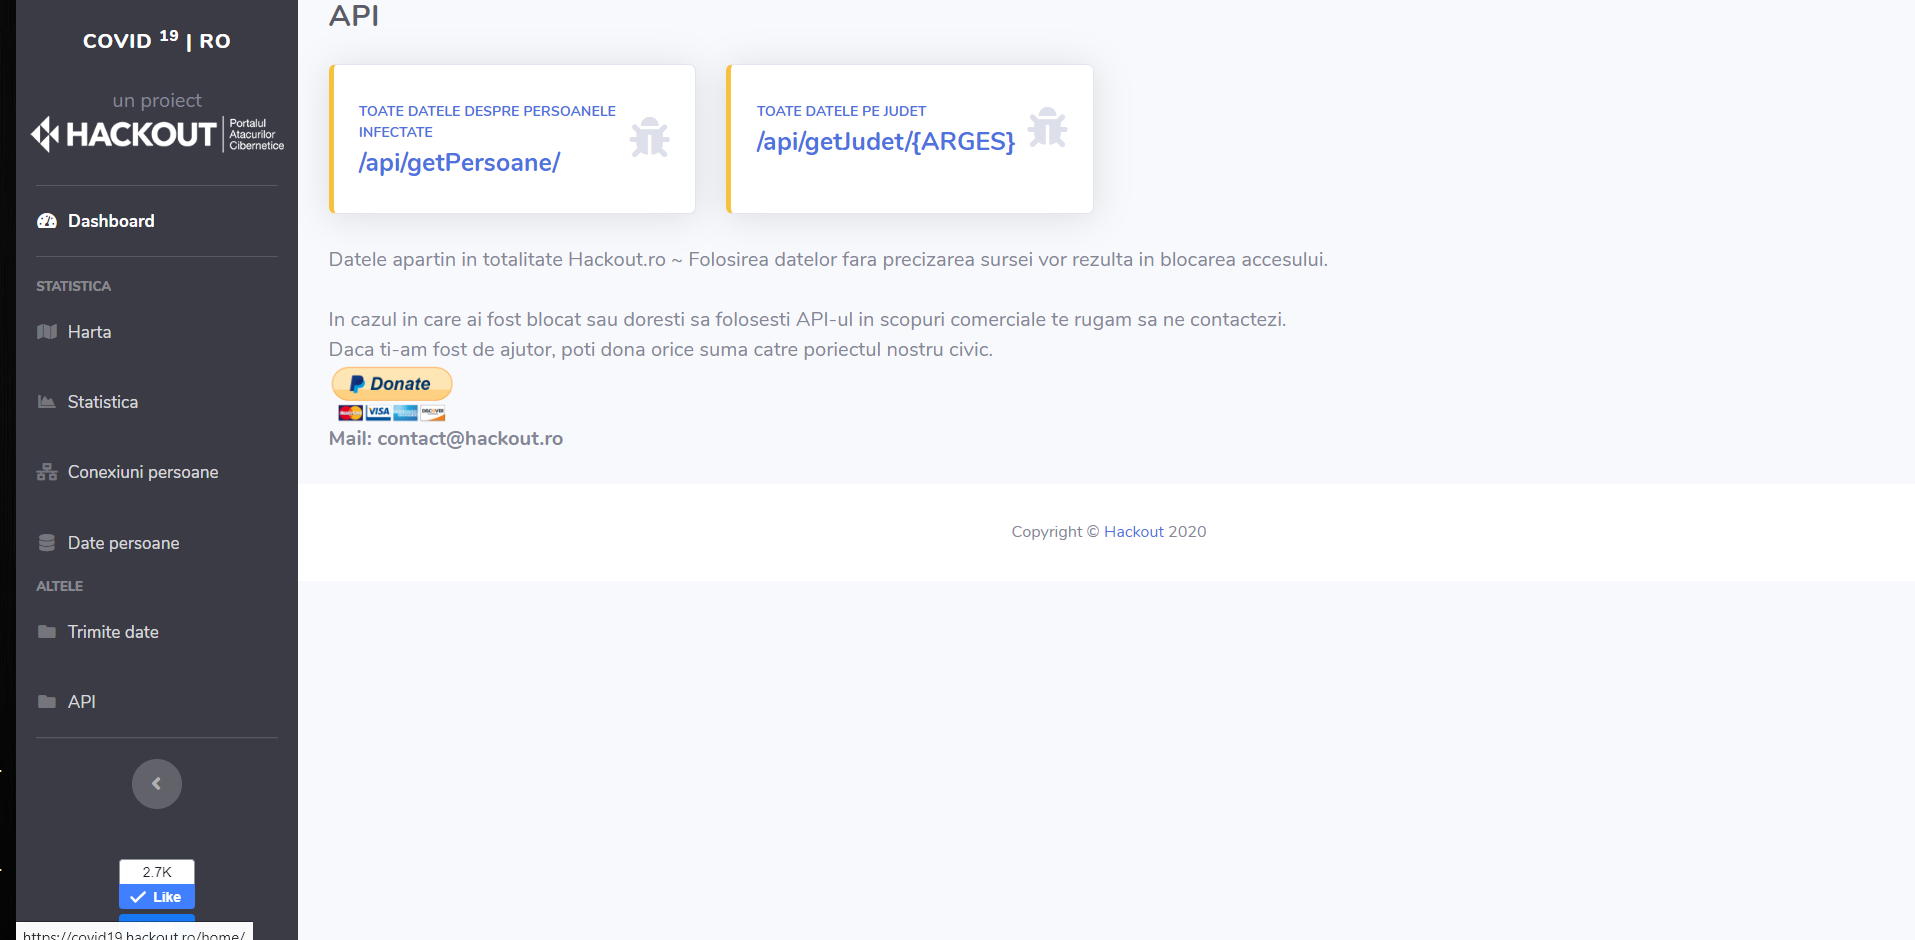 COVID 19 | RO
un proiect
HACKOUT
Portalul
Atacurilor
Cibernetice
Dashboard
STATISTICA
Harta
Statistica
Conexiuni persoane
Date persoane
ALTELE
Trimite date
API
2.7K
Like
https://covid19.hackout.ro/home/
API
TOATE DATELE DESPRE PERSOANELE
INFECTATE
/api/getPersoane/
TOATE DATELE PE JUDET
/api/getJudet/{ARGES}
Datele apartin in totalitate Hackout.ro ~ Folosirea datelor fara precizarea sursei vor rezulta in blocarea accesului.
In cazul in care ai fost blocat sau doresti sa folosesti API-ul in scopuri comerciale te rugam sa ne contactezi.
Daca ti-am fost de ajutor, poti dona orice suma catre poriectul nostru civic.
Donate
VISA
DISCOVER
Mail: contact@hackout.ro
Copyright © Hackout 2020